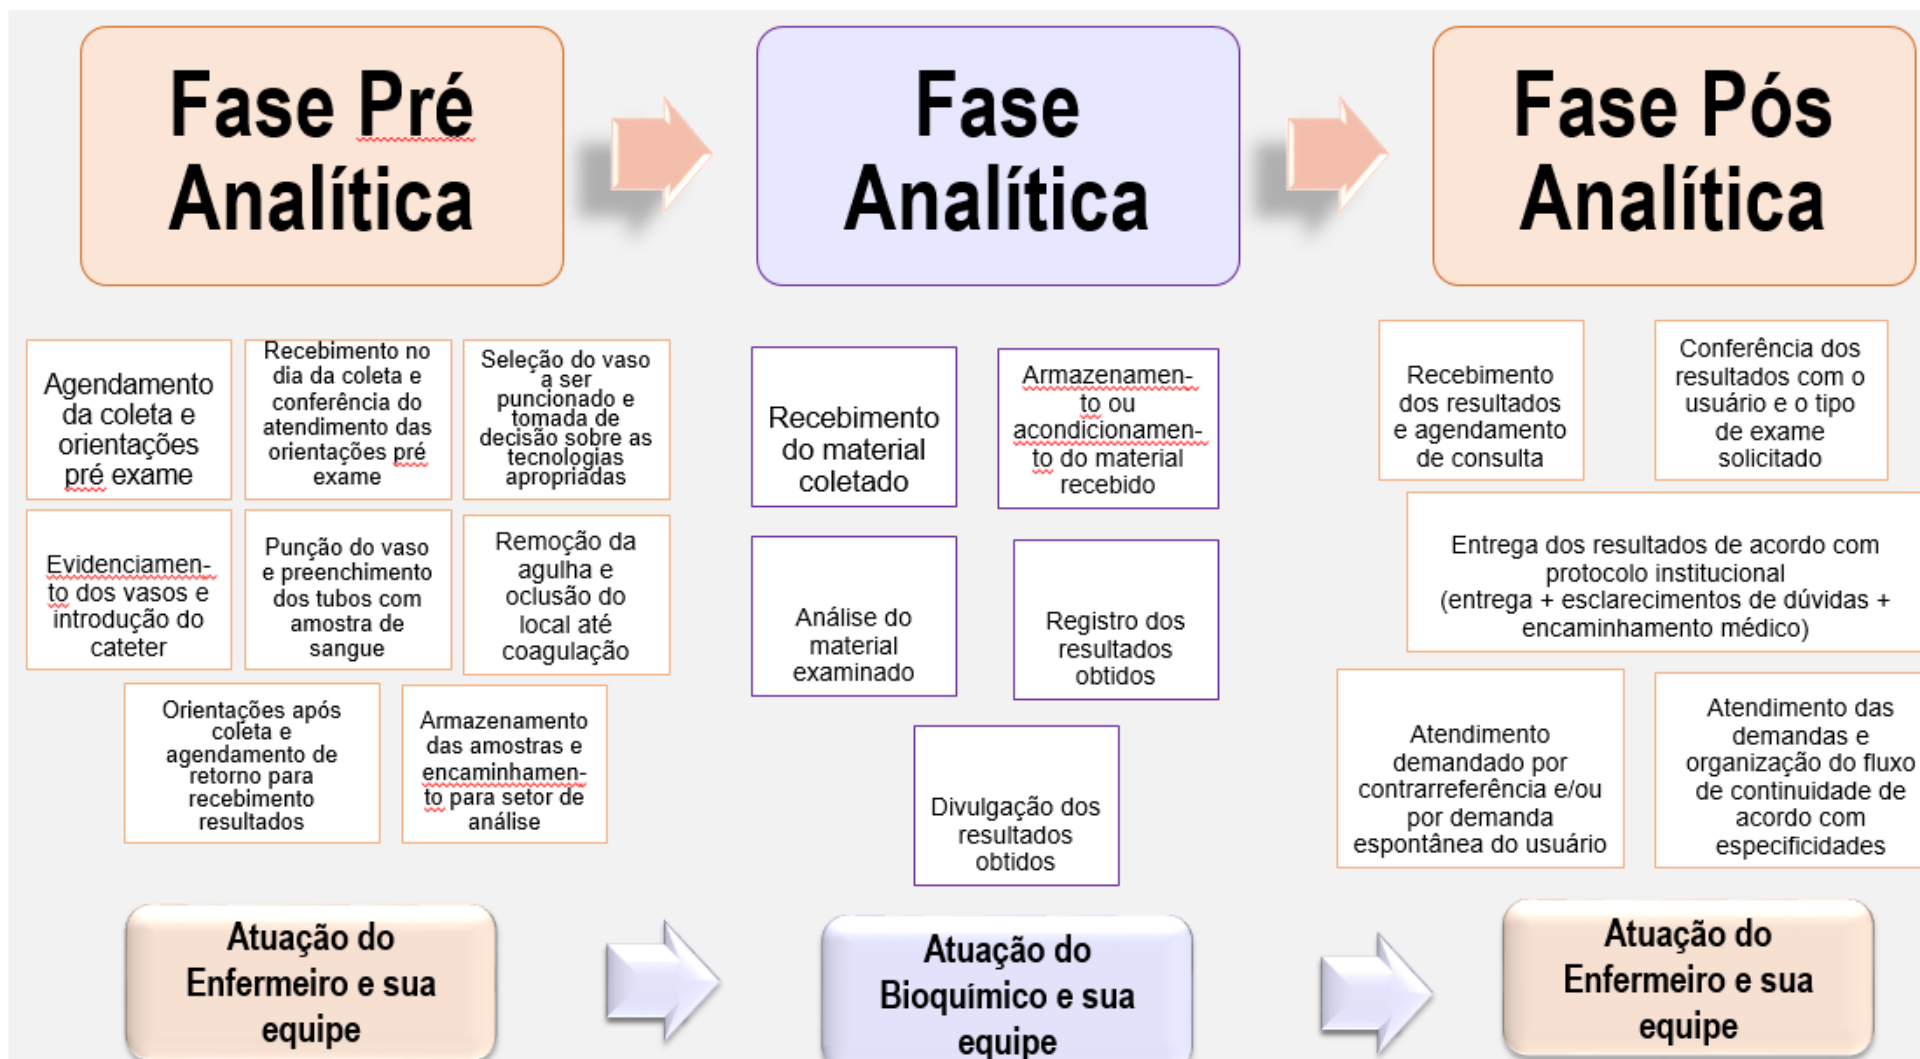 Fase Pré
Analítica
Fase
Analítica
Fase Pós
Analítica
Agendamento
da coleta e
orientações
pré exame
Recebimento no
dia da coleta e
conferência do
atendimento das
orientações pré
exame
Seleção do vaso
a ser
puncionado e
tomada de
decisão sobre as
tecnologias
apropriadas
Evidenciamen-
to dos vasos e
introdução do
cateter
Punção do vaso
e preenchimento
dos tubos com
amostra de
sangue
Remoção da
agulha e
oclusão do
local até
coagulação
Orientações após
coleta e
agendamento de
retorno para
recebimento
resultados
Armazenamento
das amostras e
encaminhamen-
to para setor de
análise
Recebimento
do material
coletado
Armazenamen-
to ou
acondicionamen-
to do material
recebido
Análise do
material
examinado
Registro dos
resultados
obtidos
Divulgação dos
resultados
obtidos
Recebimento
dos resultados
e agendamento
de consulta
Conferência dos
resultados com o
usuário e o tipo
de exame
solicitado
Entrega dos resultados de acordo com
protocolo institucional
(entrega + esclarecimentos de dúvidas +
encaminhamento médico)
Atendimento
demandado por
contrarreferência e/ou
por demanda
espontânea do usuário
Atendimento das
demandas e
organização do fluxo
de continuidade de
acordo com
especificidades
Atuação do
Enfermeiro e sua
equipe
Atuação do
Bioquímico e sua
equipe
Atuação do
Enfermeiro e sua
equipe